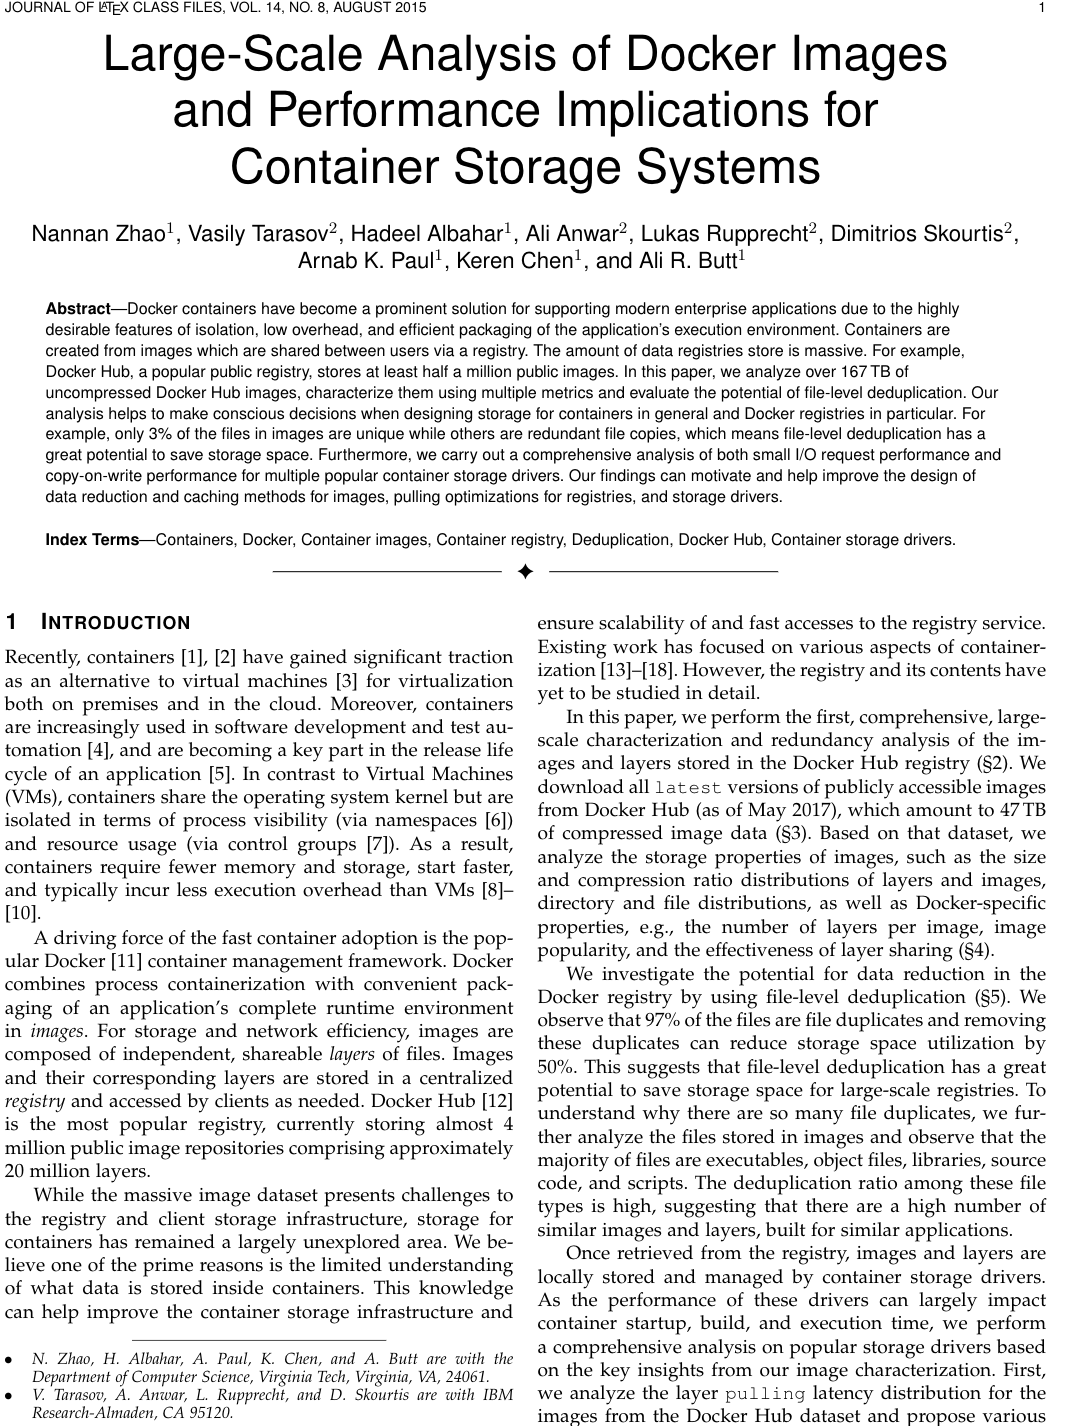 JOURNAL OF LATEX CLASS FILES, VOL. 14, NO. 8, AUGUST 2015 1
Large-Scale Analysis of Docker Images
and Performance Implications for
Container Storage Systems
Nannan Zhao1, Vasily Tarasov2, Hadeel Albahar1, Ali Anwar2, Lukas Rupprecht2, Dimitrios Skourtis2,
Arnab K. Paul1, Keren Chen1, and Ali R. Butt1
Abstract—Docker containers have become a prominent solution for supporting modern enterprise applications due to the highly
desirable features of isolation, low overhead, and efficient packaging of the application's execution environment. Containers are
created from images which are shared between users via a registry. The amount of data registries store is massive. For example,
Docker Hub, a popular public registry, stores at least half a million public images. In this paper, we analyze over 167 TB of
uncompressed Docker Hub images, characterize them using multiple metrics and evaluate the potential of file-level deduplication. Our
analysis helps to make conscious decisions when designing storage for containers in general and Docker registries in particular. For
example, only 3% of the files in images are unique while others are redundant file copies, which means file-level deduplication has a
great potential to save storage space. Furthermore, we carry out a comprehensive analysis of both small I/O request performance and
copy-on-write performance for multiple popular container storage drivers. Our findings can motivate and help improve the design of
data reduction and caching methods for images, pulling optimizations for registries, and storage drivers.
Index Terms—Containers, Docker, Container images, Container registry, Deduplication, Docker Hub, Container storage drivers.
1 INTRODUCTION
Recently, containers [1], [2] have gained significant traction
as an alternative to virtual machines [3] for virtualization
both on premises and in the cloud. Moreover, containers
are increasingly used in software development and test au-
tomation [4], and are becoming a key part in the release life
cycle of an application [5]. In contrast to Virtual Machines
(VMs), containers share the operating system kernel but are
isolated in terms of process visibility (via namespaces [6])
and resource usage (via control groups [7]). As a result,
containers require fewer memory and storage, start faster,
and typically incur less execution overhead than VMs [8]–
[10].
A driving force of the fast container adoption is the pop-
ular Docker [11] container management framework. Docker
combines process containerization with convenient pack-
aging of an application's complete runtime environment
in images. For storage and network efficiency, images are
composed of independent, shareable layers of files. Images
and their corresponding layers are stored in a centralized
registry and accessed by clients as needed. Docker Hub [12]
is the most popular registry, currently storing almost 4
million public image repositories comprising approximately
20 million layers.
While the massive image dataset presents challenges to
the registry and client storage infrastructure, storage for
containers has remained a largely unexplored area. We be-
lieve one of the prime reasons is the limited understanding
of what data is stored inside containers. This knowledge
can help improve the container storage infrastructure and
• N. Zhao, H. Albahar, A. Paul, K. Chen, and A. Butt are with the
Department of Computer Science, Virginia Tech, Virginia, VA, 24061.
• V. Tarasov, A. Anwar, L. Rupprecht, and D. Skourtis are with IBM
Research-Almaden, CA 95120.
ensure scalability of and fast accesses to the registry service.
Existing work has focused on various aspects of container-
ization [13]–[18]. However, the registry and its contents have
yet to be studied in detail.
In this paper, we perform the first, comprehensive, large-
scale characterization and redundancy analysis of the im-
ages and layers stored in the Docker Hub registry (§2). We
download all latest versions of publicly accessible images
from Docker Hub (as of May 2017), which amount to 47 TB
of compressed image data (§3). Based on that dataset, we
analyze the storage properties of images, such as the size
and compression ratio distributions of layers and images,
directory and file distributions, as well as Docker-specific
properties, e.g., the number of layers per image, image
popularity, and the effectiveness of layer sharing (§4).
We investigate the potential for data reduction in the
Docker registry by using file-level deduplication (§5). We
observe that 97% of the files are file duplicates and removing
these duplicates can reduce storage space utilization by
50%. This suggests that file-level deduplication has a great
potential to save storage space for large-scale registries. To
understand why there are so many file duplicates, we fur-
ther analyze the files stored in images and observe that the
majority of files are executables, object files, libraries, source
code, and scripts. The deduplication ratio among these file
types is high, suggesting that there are a high number of
similar images and layers, built for similar applications.
Once retrieved from the registry, images and layers are
locally stored and managed by container storage drivers.
As the performance of these drivers can largely impact
container startup, build, and execution time, we perform
a comprehensive analysis on popular storage drivers based
on the key insights from our image characterization. First,
we analyze the layer pulling latency distribution for the
images from the Docker Hub dataset and propose various